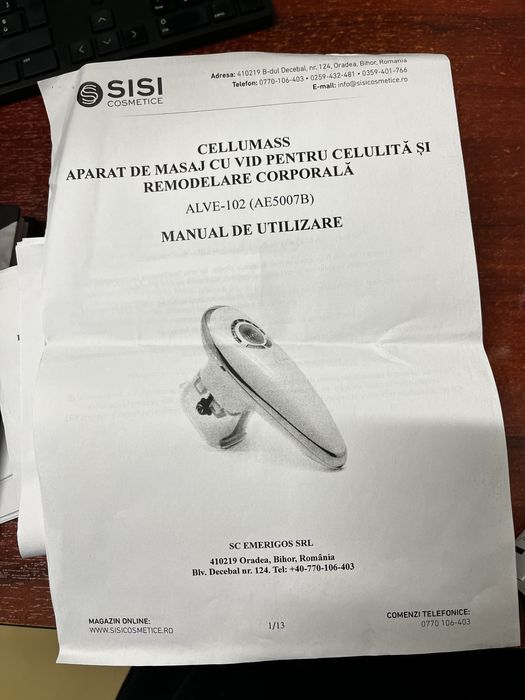 SISI
COSMETICE
Adresa: 410219 B-dul Decebal, nr. 124, Oradea, Bihor, Romania
Telefon: 0770-106-403 • 0259-432-481 • 0359-401-766
E-mail: info@sisicosmetice.ro
CELLUMASS
APARAT DE MASAJ CU VID PENTRU CELULITĂ ȘI
REMODELARE CORPORALĂ
ALVE-102 (AE5007B)
MANUAL DE UTILIZARE
SC EMERIGOS SRL
410219 Oradea, Bihor, România
Blv. Decebal nr. 124. Tel: +40-770-106-403
MAGAZIN ONLINE:
WWW.SISICOSMETICE.RO
1/13
COMENZI TELEFONICE:
0770 106-403